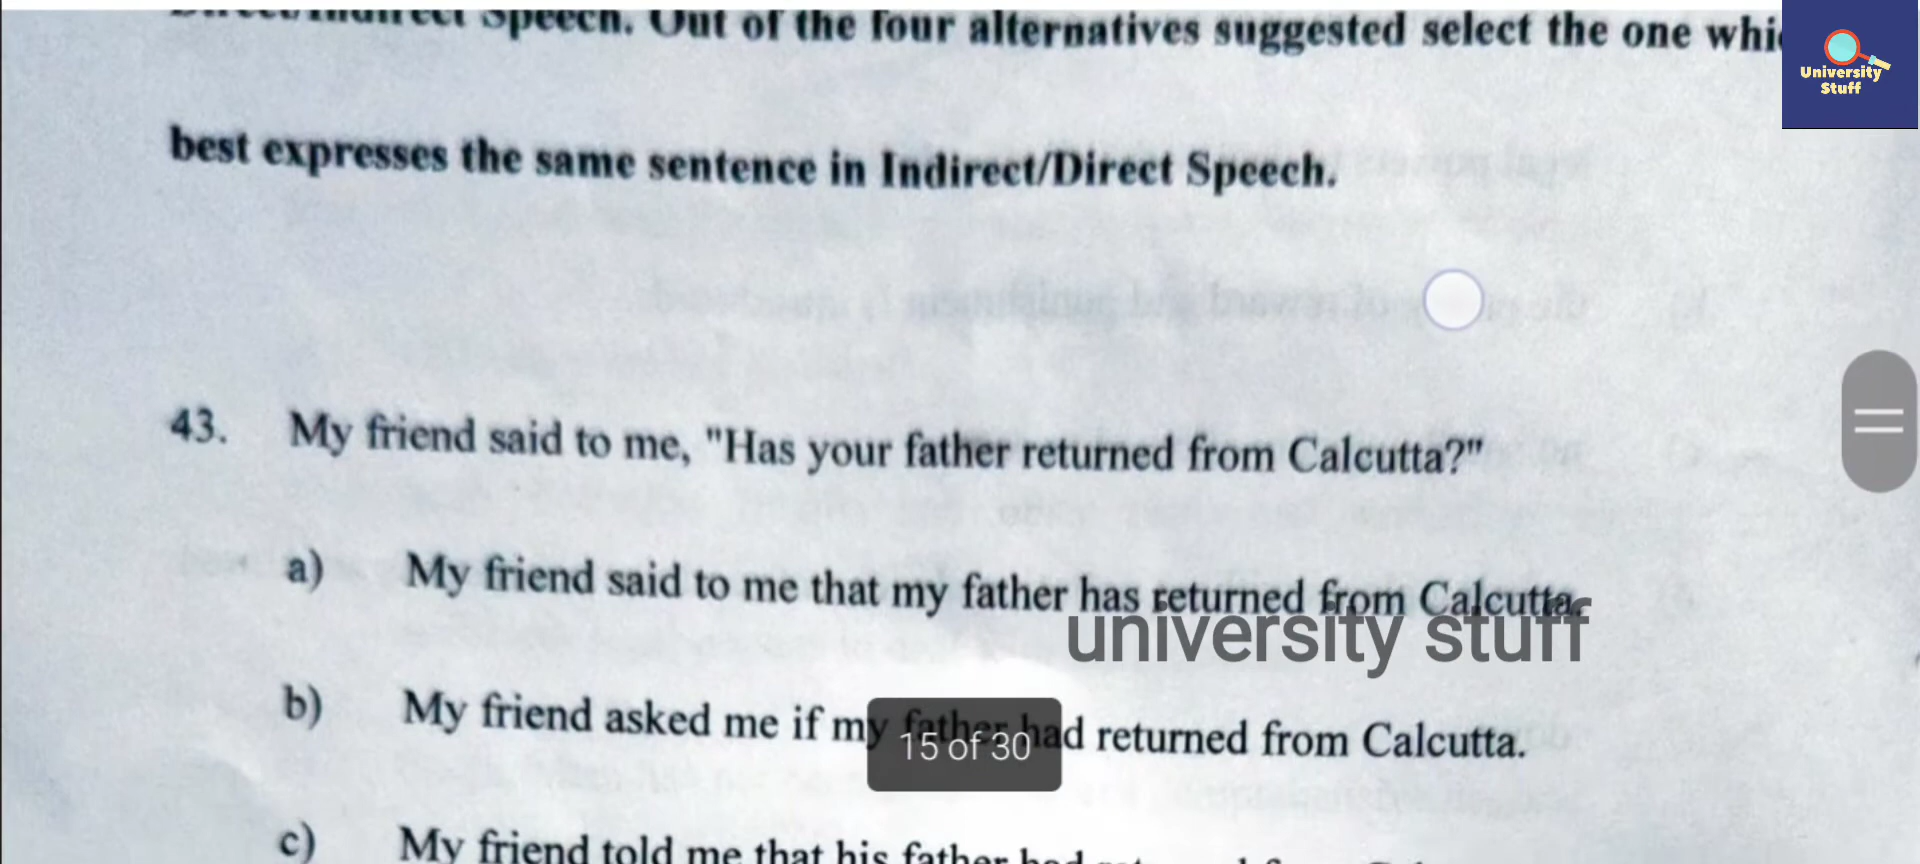 Direct/Indirect Speech. Out of the four alternatives suggested select the one whi
University
Stuff
best expresses the same sentence in Indirect/Direct Speech.
43. My friend said to me, "Has your father returned from Calcutta?"
a) My friend said to me that my father has returned from Calcutta.
university stuff
b) My friend asked me if my father had returned from Calcutta.
15 of 30
c) My friend told me that his father had